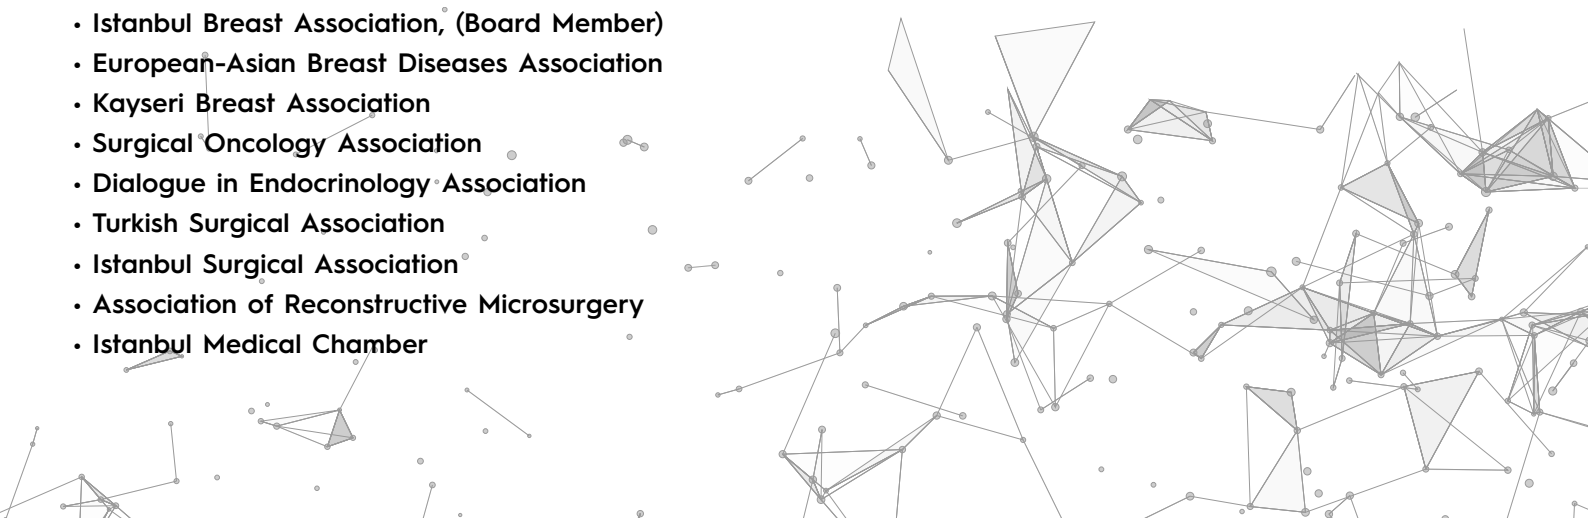 • Istanbul Breast Association, (Board Member)
• European-Asian Breast Diseases Association
• Kayseri Breast Association
• Surgical Oncology Association
• Dialogue in Endocrinology Association
• Turkish Surgical Association
• Istanbul Surgical Association
• Association of Reconstructive Microsurgery
• Istanbul Medical Chamber